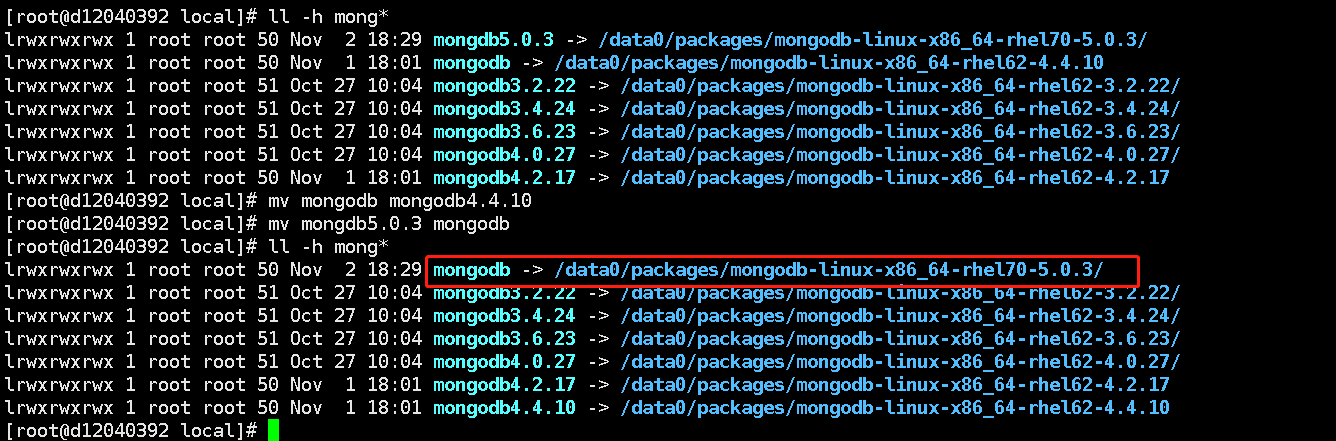 [root@d12040392 local]# ll -h mong*
lrwxrwxrwx 1 root root 50 Nov  2 18:29 mongdb5.0.3 -> /data0/packages/mongodb-linux-x86_64-rhel70-5.0.3/
lrwxrwxrwx 1 root root 50 Nov  1 18:01 mongodb -> /data0/packages/mongodb-linux-x86_64-rhel62-4.4.10
lrwxrwxrwx 1 root root 51 Oct 27 10:04 mongodb3.2.22 -> /data0/packages/mongodb-linux-x86_64-rhel62-3.2.22/
lrwxrwxrwx 1 root root 51 Oct 27 10:04 mongodb3.4.24 -> /data0/packages/mongodb-linux-x86_64-rhel62-3.4.24/
lrwxrwxrwx 1 root root 51 Oct 27 10:04 mongodb3.6.23 -> /data0/packages/mongodb-linux-x86_64-rhel62-3.6.23/
lrwxrwxrwx 1 root root 51 Oct 27 10:04 mongodb4.0.27 -> /data0/packages/mongodb-linux-x86_64-rhel62-4.0.27/
lrwxrwxrwx 1 root root 50 Nov  1 18:01 mongodb4.2.17 -> /data0/packages/mongodb-linux-x86_64-rhel62-4.2.17
[root@d12040392 local]# mv mongodb mongodb4.4.10
[root@d12040392 local]# mv mongdb5.0.3 mongodb
[root@d12040392 local]# ll -h mong*
lrwxrwxrwx 1 root root 50 Nov  2 18:29 mongodb -> /data0/packages/mongodb-linux-x86_64-rhel70-5.0.3/
lrwxrwxrwx 1 root root 51 Oct 27 10:04 mongodb3.2.22 -> /data0/packages/mongodb-linux-x86_64-rhel62-3.2.22/
lrwxrwxrwx 1 root root 51 Oct 27 10:04 mongodb3.4.24 -> /data0/packages/mongodb-linux-x86_64-rhel62-3.4.24/
lrwxrwxrwx 1 root root 51 Oct 27 10:04 mongodb3.6.23 -> /data0/packages/mongodb-linux-x86_64-rhel62-3.6.23/
lrwxrwxrwx 1 root root 51 Oct 27 10:04 mongodb4.0.27 -> /data0/packages/mongodb-linux-x86_64-rhel62-4.0.27/
lrwxrwxrwx 1 root root 50 Nov  1 18:01 mongodb4.2.17 -> /data0/packages/mongodb-linux-x86_64-rhel62-4.2.17
lrwxrwxrwx 1 root root 50 Nov  1 18:01 mongodb4.4.10 -> /data0/packages/mongodb-linux-x86_64-rhel62-4.4.10
[root@d12040392 local]#